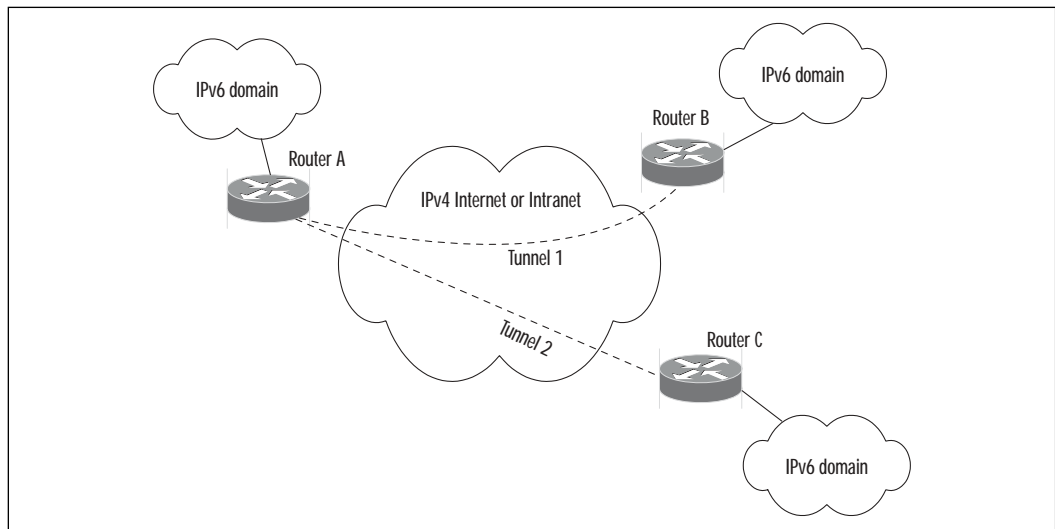 IPv6 domain
IPv6 domain
Router B
Router A
IPv4 Internet or Intranet
Tunnel 1
Tunnel 2
Router C
IPv6 domain